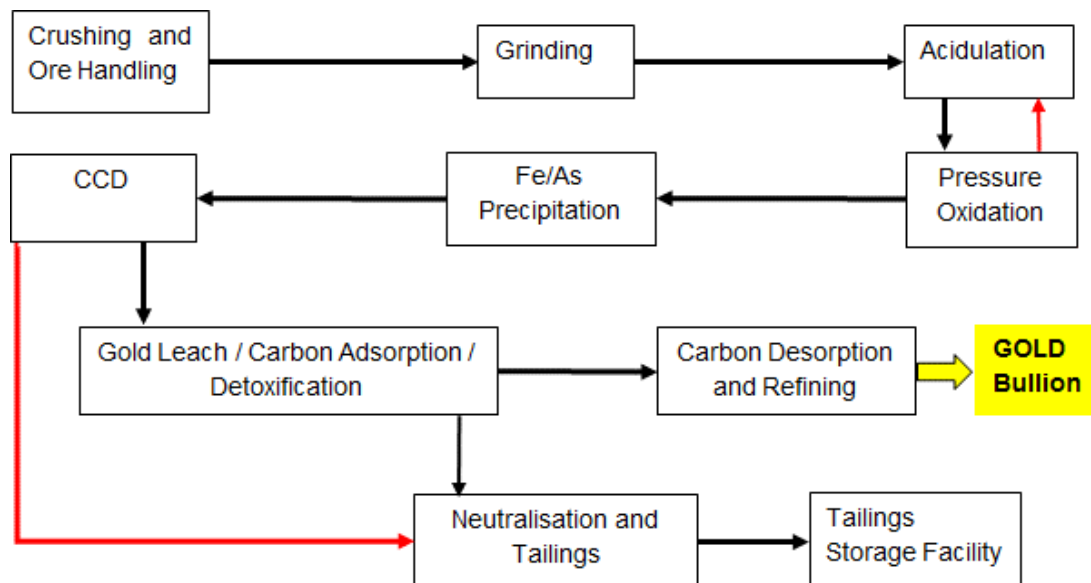 Crushing and
Ore Handling
Grinding
Acidulation
CCD
Fe/As
Precipitation
Pressure
Oxidation
Gold Leach / Carbon Adsorption /
Detoxification
Carbon Desorption
and Refining
GOLD
Bullion
Neutralisation and
Tailings
Tailings
Storage Facility